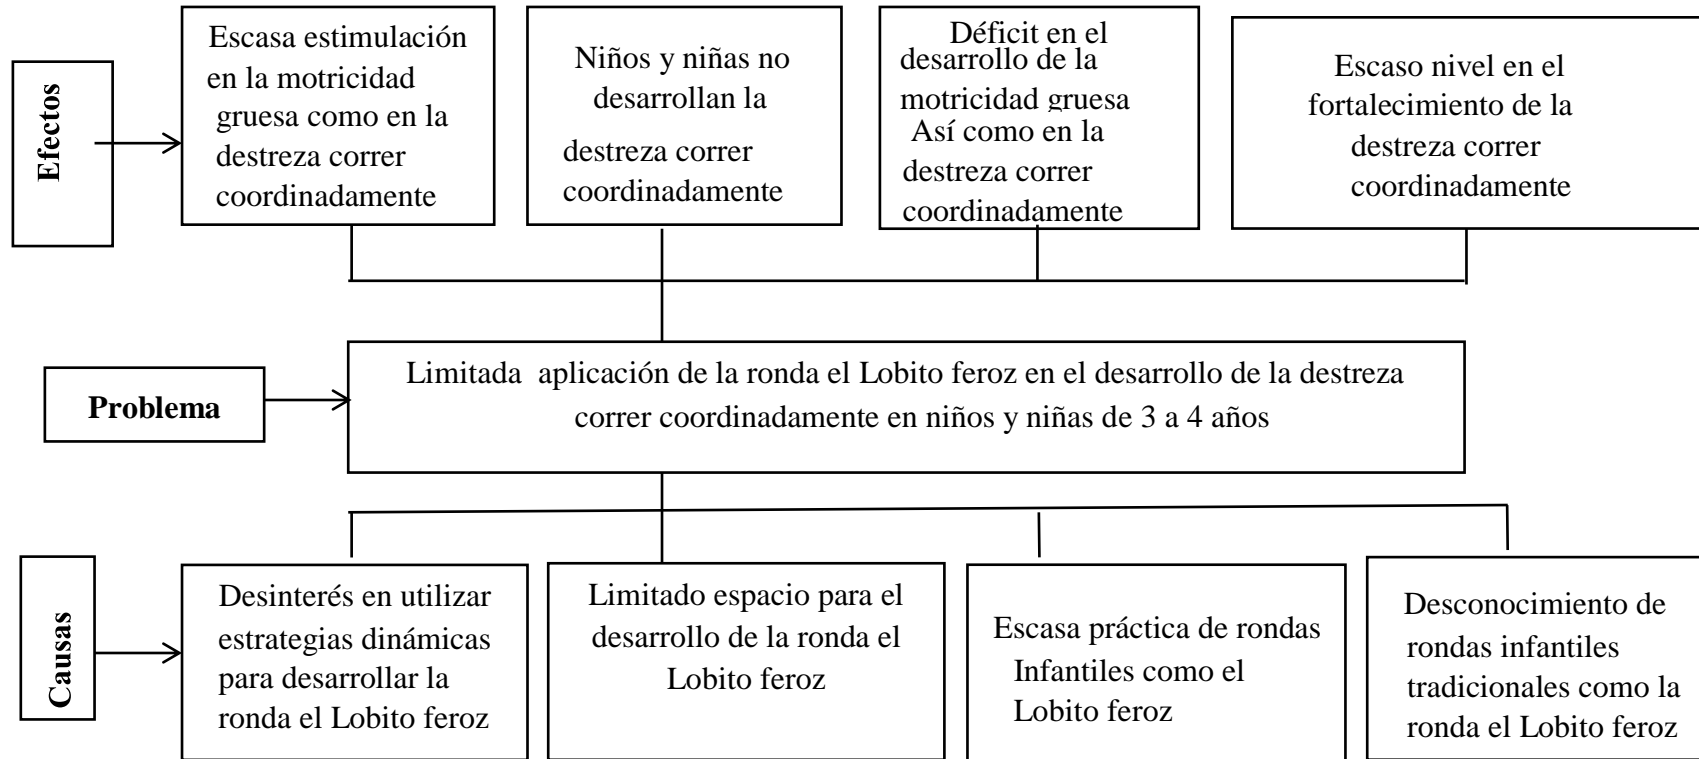 Efectos
Escasa estimulación
en la motricidad
gruesa como en la
destreza correr
coordinadamente
Niños y niñas no
desarrollan la
destreza correr
coordinadamente
Déficit en el
desarrollo de la
motricidad gruesa
Así como en la
destreza correr
coordinadamente
Escaso nivel en el
fortalecimiento de la
destreza correr
coordinadamente
Problema
Limitada aplicación de la ronda el Lobito feroz en el desarrollo de la destreza
correr coordinadamente en niños y niñas de 3 a 4 años
Causas
Desinterés en utilizar
estrategias dinámicas
para desarrollar la
ronda el Lobito feroz
Limitado espacio para el
desarrollo de la ronda el
Lobito feroz
Escasa práctica de rondas
Infantiles como el
Lobito feroz
Desconocimiento de
rondas infantiles
tradicionales como la
ronda el Lobito feroz